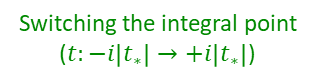 Switching the integral point
(t: −i|t∗| → +i|t∗|)